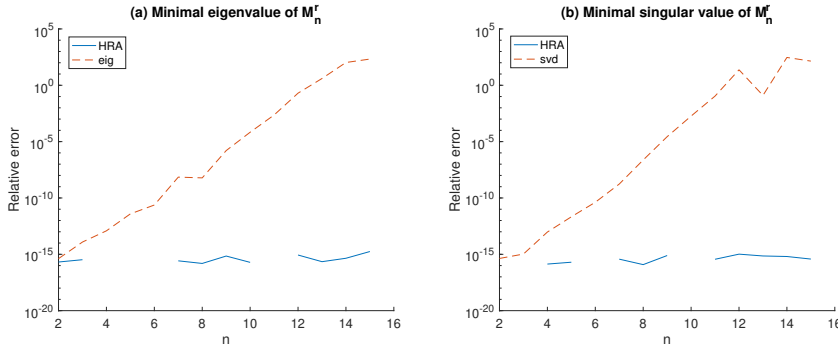 (a) Minimal eigenvalue of M_n^r
10^5
10^0
10^-5
10^-10
10^-15
10^-20
Relative error
HRA
eig
2 4 6 8 10 12 14 16
n
(b) Minimal singular value of M_n^r
10^5
10^0
10^-5
10^-10
10^-15
10^-20
Relative error
HRA
svd
2 4 6 8 10 12 14 16
n